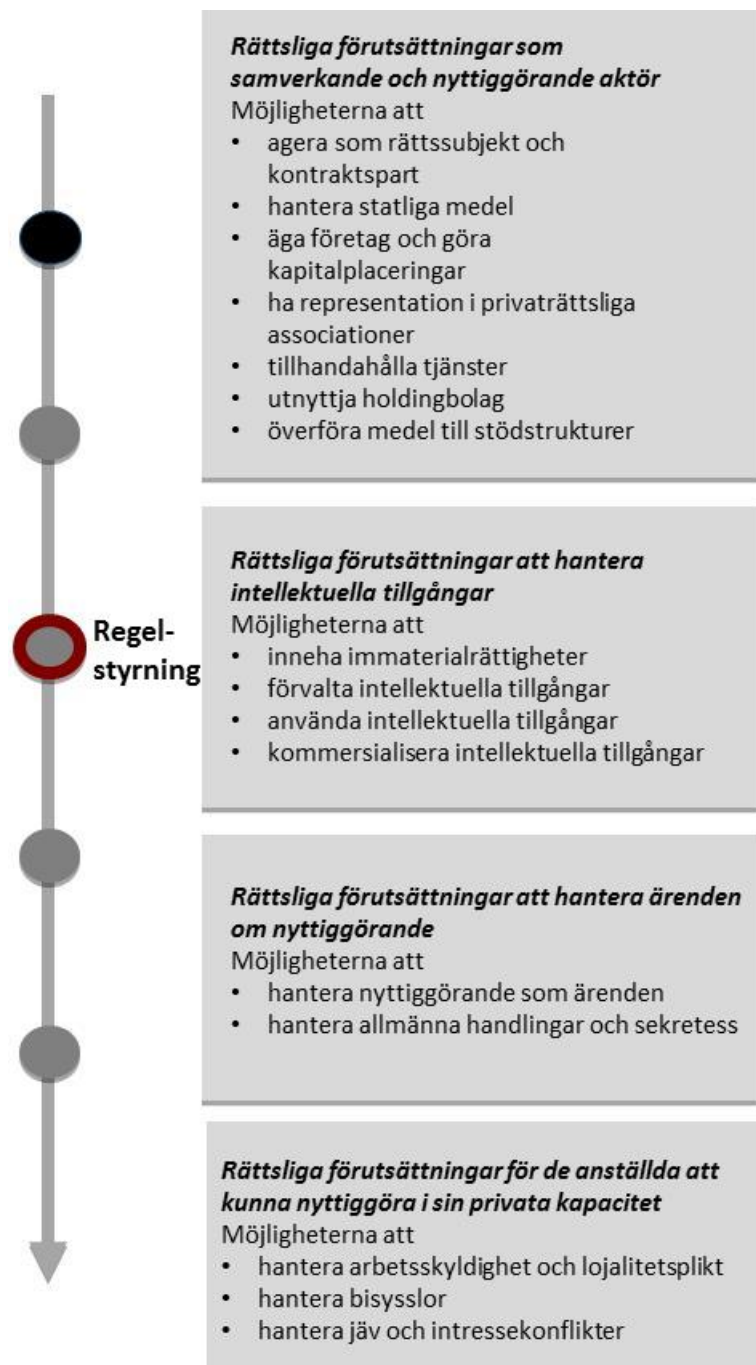 Rättsliga förutsättningar som
samverkande och nyttiggörande aktör
Möjligheterna att
• agera som rättssubjekt och
kontraktspart
• hantera statliga medel
• äga företag och göra
kapitalplaceringar
• ha representation i privaträttsliga
associationer
• tillhandahålla tjänster
• utnyttja holdingbolag
• överföra medel till stödstrukturer
Regel-
styrning
Rättsliga förutsättningar att hantera
intellektuella tillgångar
Möjligheterna att
• inneha immaterialrättigheter
• förvalta intellektuella tillgångar
• använda intellektuella tillgångar
• kommersialisera intellektuella tillgångar
Rättsliga förutsättningar att hantera ärenden
om nyttiggörande
Möjligheterna att
• hantera nyttiggörande som ärenden
• hantera allmänna handlingar och sekretess
Rättsliga förutsättningar för de anställda att
kunna nyttiggöra i sin privata kapacitet
Möjligheterna att
• hantera arbetsskyldighet och lojalitetsplikt
• hantera bisysslor
• hantera jäv och intressekonflikter